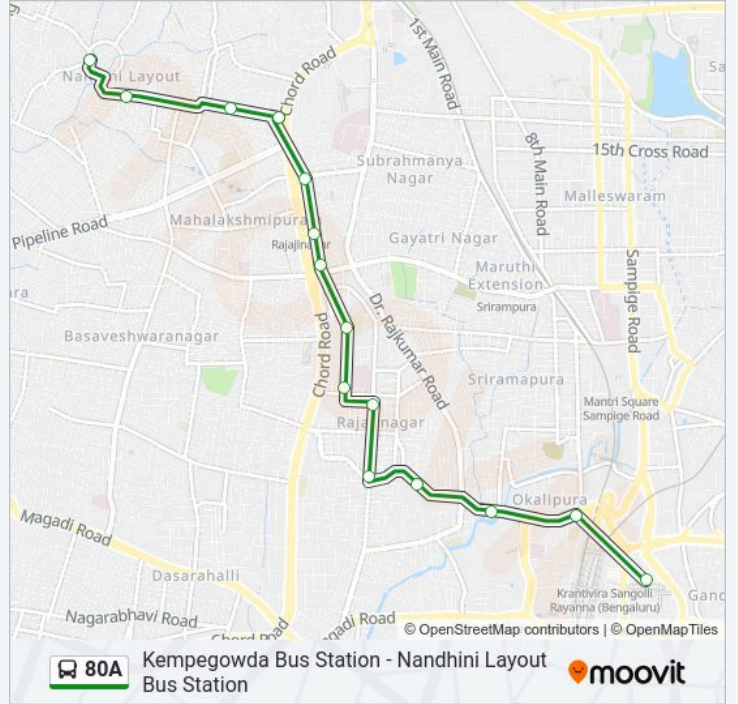 Chord Road
1st Main Road
Nandhini Layout
8th Main Road
15th Cross Road
Subrahmanya
Nagar
Malleswaram
Mahalakshmipura
Pipeline Road
Rajajinagar
Gayatri Nagar
Sampige Road
Maruthi
Extension
Srirampura
Dr. Rajkumar Road
Basaveshwaranagar
Chord Road
Sriramapura
Mantri Square
Sampige Road
Rajajinagar
Okalipura
Magadi Road
Dasarahalli
Krantivira Sangolli
Rayanna (Bengaluru)
Nagarabhavi Road
Chord Road
© OpenStreetMap contributors | © OpenMapTiles
80A
Kempegowda Bus Station - Nandhini Layout
Bus Station
moovit